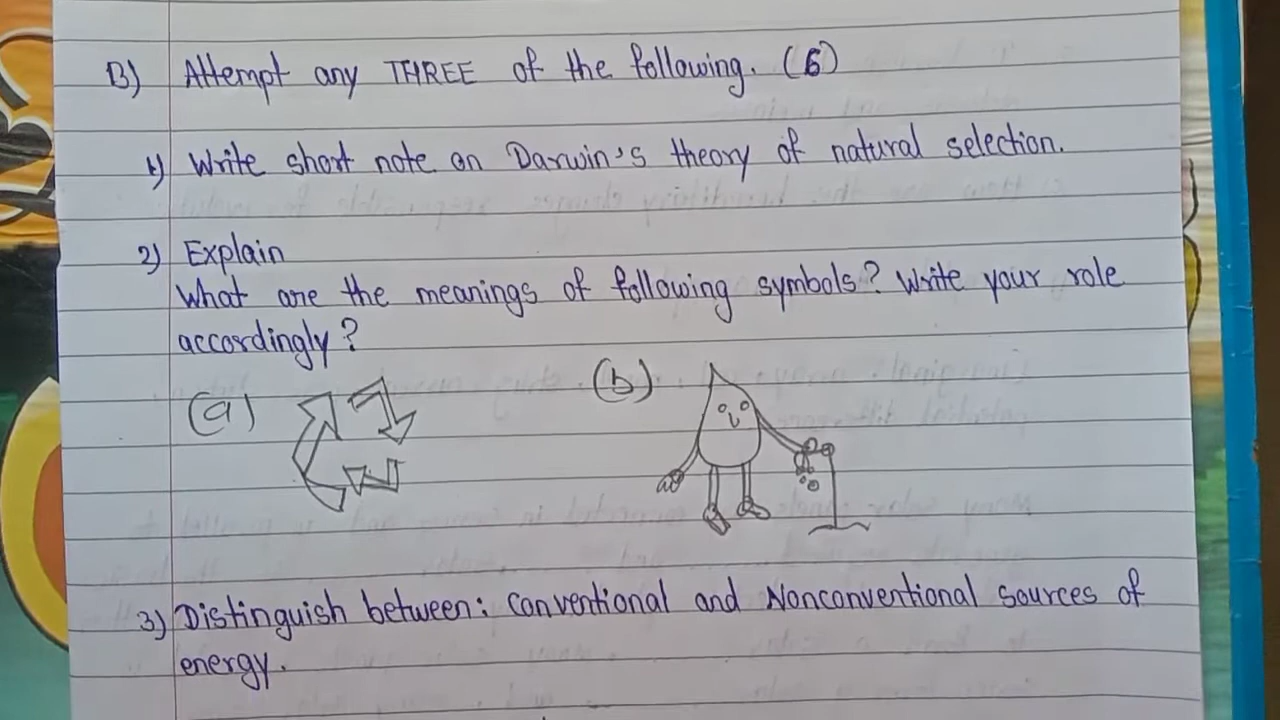 B) Attempt any THREE of the following. (6)
1) Write short note on Darwin's theory of natural selection.
2) Explain
What are the meanings of following symbols? Write your role
accordingly?
(a) (b)
3) Distinguish between: Conventional and Nonconventional sources of
energy.